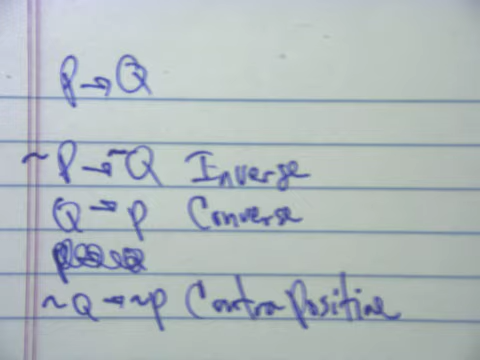 P → Q
~P → ~Q Inverse
Q → P Converse
~Q → ~P Contra Positive